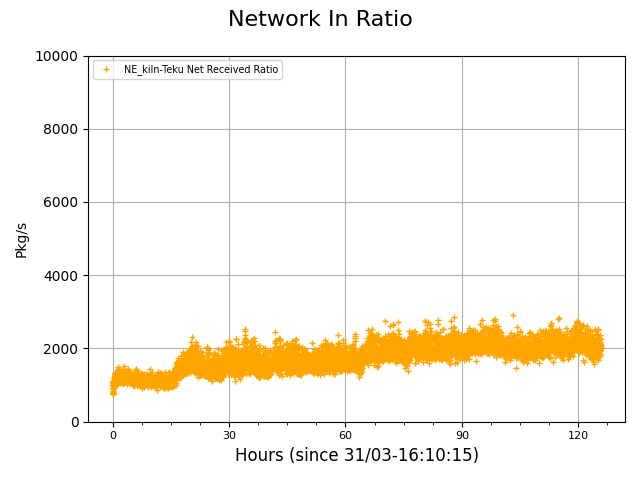 Network In Ratio
NE_kiln-Teku Net Received Ratio
Pkg/s
10000
8000
6000
4000
2000
0
0 30 60 90 120
Hours (since 31/03-16:10:15)